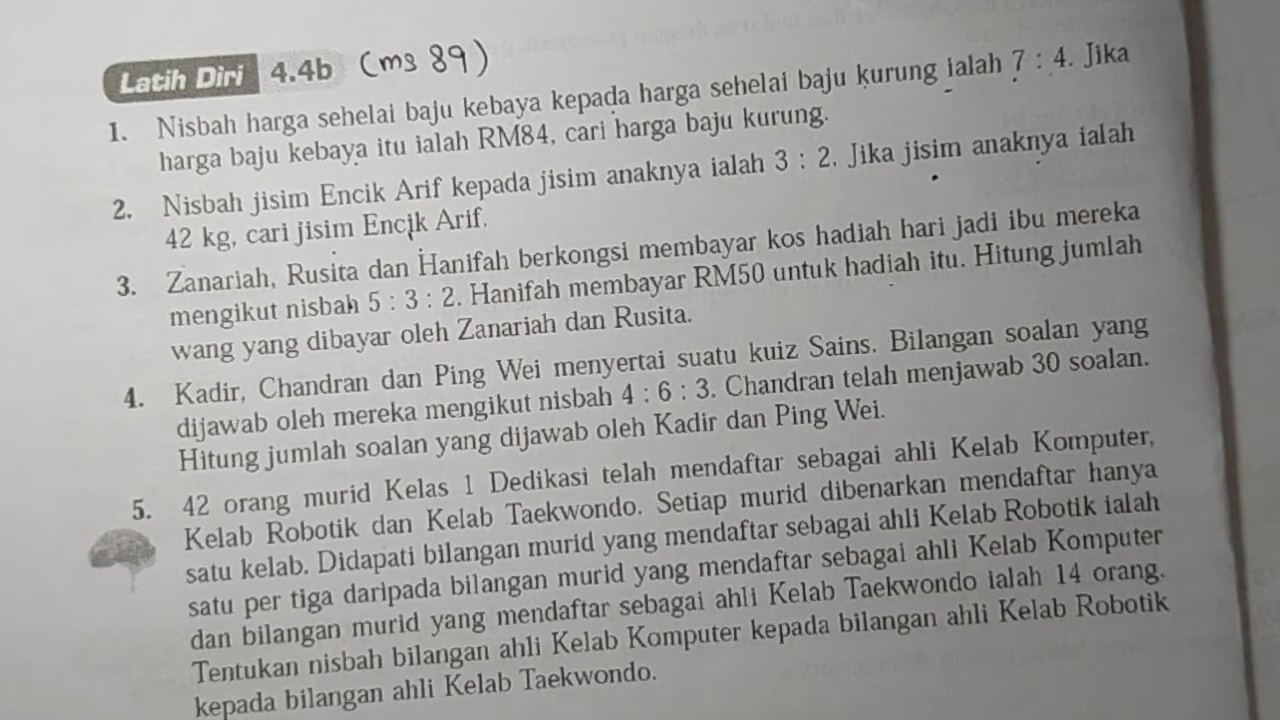 Latih Diri 4.4b (ms 89)
1. Nisbah harga sehelai baju kebaya kepada harga sehelai baju kurung ialah 7 : 4. Jika
harga baju kebaya itu ialah RM84, cari harga baju kurung.
2. Nisbah jisim Encik Arif kepada jisim anaknya ialah 3 : 2. Jika jisim anaknya ialah
42 kg, cari jisim Encik Arif.
3. Zanariah, Rusita dan Hanifah berkongsi membayar kos hadiah hari jadi ibu mereka
mengikut nisbah 5 : 3 : 2. Hanifah membayar RM50 untuk hadiah itu. Hitung jumlah
wang yang dibayar oleh Zanariah dan Rusita.
4. Kadir, Chandran dan Ping Wei menyertai suatu kuiz Sains. Bilangan soalan yang
dijawab oleh mereka mengikut nisbah 4 : 6 : 3. Chandran telah menjawab 30 soalan.
Hitung jumlah soalan yang dijawab oleh Kadir dan Ping Wei.
5. 42 orang murid Kelas 1 Dedikasi telah mendaftar sebagai ahli Kelab Komputer,
Kelab Robotik dan Kelab Taekwondo. Setiap murid dibenarkan mendaftar hanya
satu kelab. Didapati bilangan murid yang mendaftar sebagai ahli Kelab Robotik ialah
satu per tiga daripada bilangan murid yang mendaftar sebagai ahli Kelab Komputer
dan bilangan murid yang mendaftar sebagai ahli Kelab Taekwondo ialah 14 orang.
Tentukan nisbah bilangan ahli Kelab Komputer kepada bilangan ahli Kelab Robotik
kepada bilangan ahli Kelab Taekwondo.